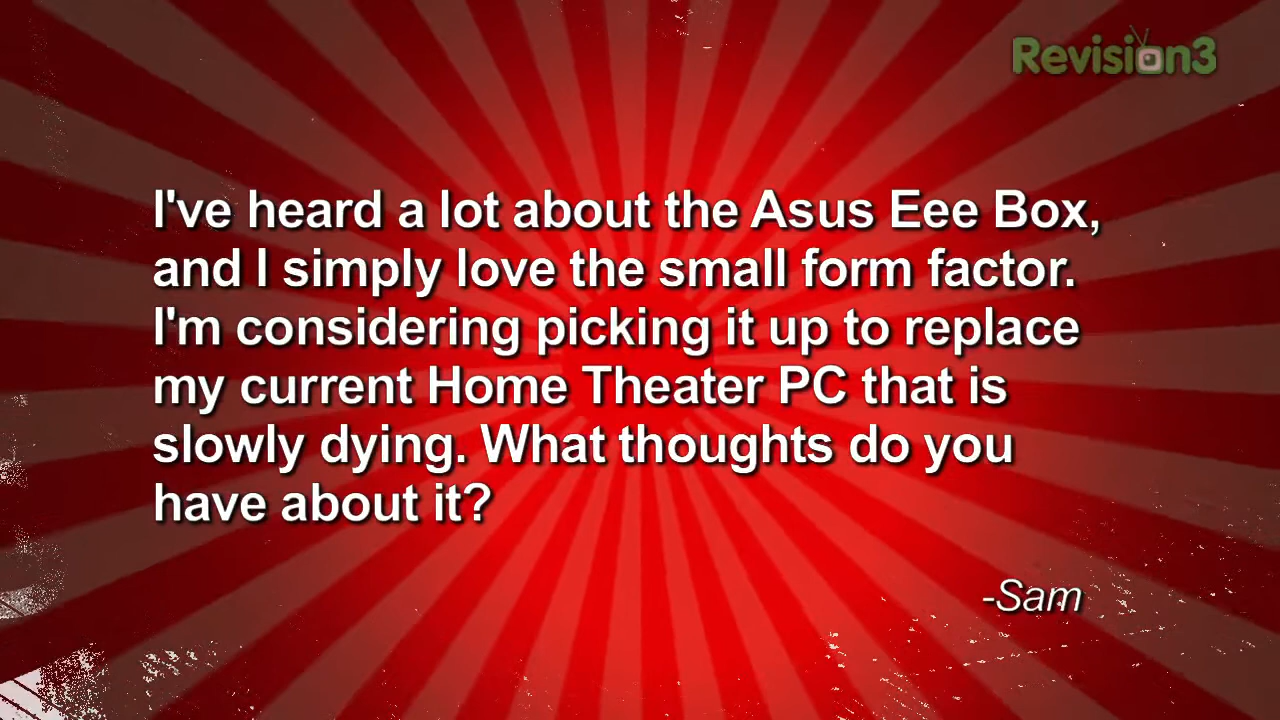 Revision3
I've heard a lot about the Asus Eee Box,
and I simply love the small form factor.
I'm considering picking it up to replace
my current Home Theater PC that is
slowly dying. What thoughts do you
have about it?
-Sam